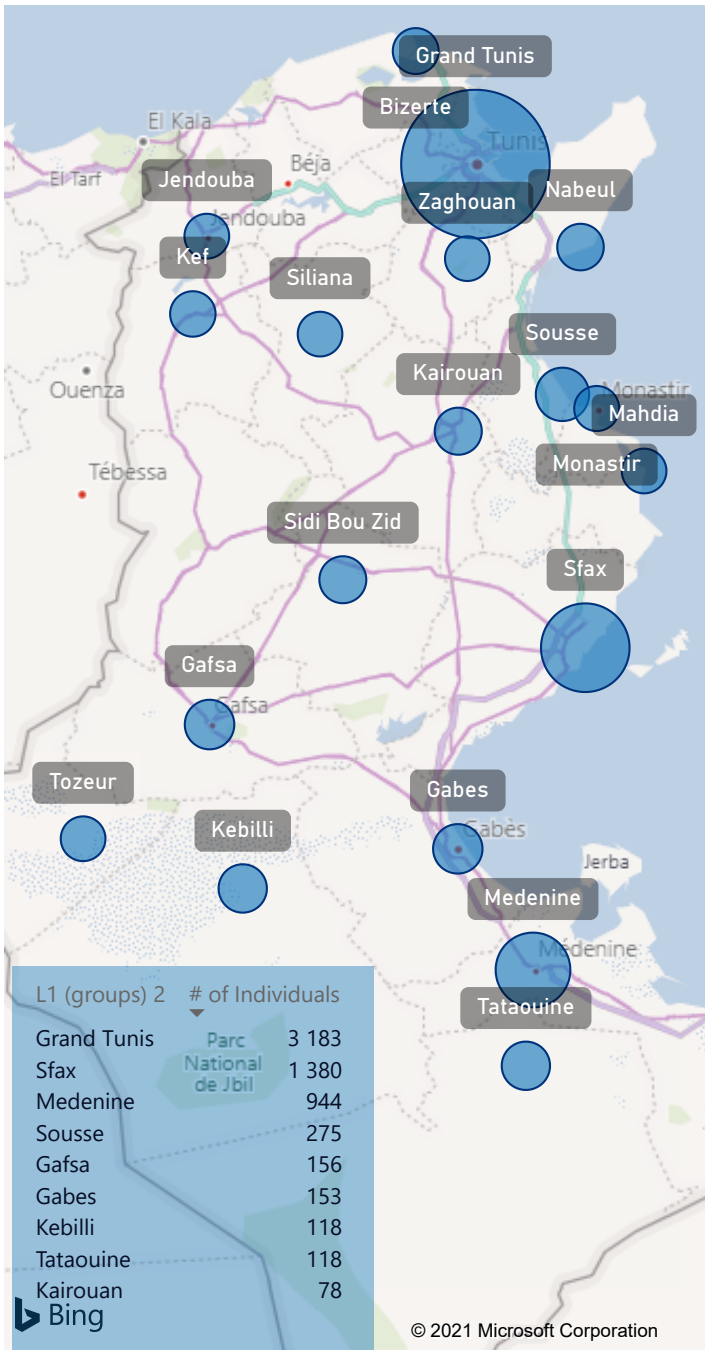 Grand Tunis
Bizerte
El Kala
Tunis
Béja
El Tarf
Jendouba
Nabeul
Zaghouan
Jendouba
Kef
Siliana
Sousse
Kairouan
Ouenza
Monastir
Mahdia
Monastir
Tébessa
Sidi Bou Zid
Sfax
Gafsa
Gafsa
Tozeur
Gabes
Kebilli
Gabès
Jerba
Medenine
Médenine
Tataouine
L1 (groups) 2 # of Individuals
Grand Tunis 3 183
Parc
National
de Jbil
Sfax 1 380
Medenine 944
Sousse 275
Gafsa 156
Gabes 153
Kebilli 118
Tataouine 118
Kairouan 78
Bing
© 2021 Microsoft Corporation